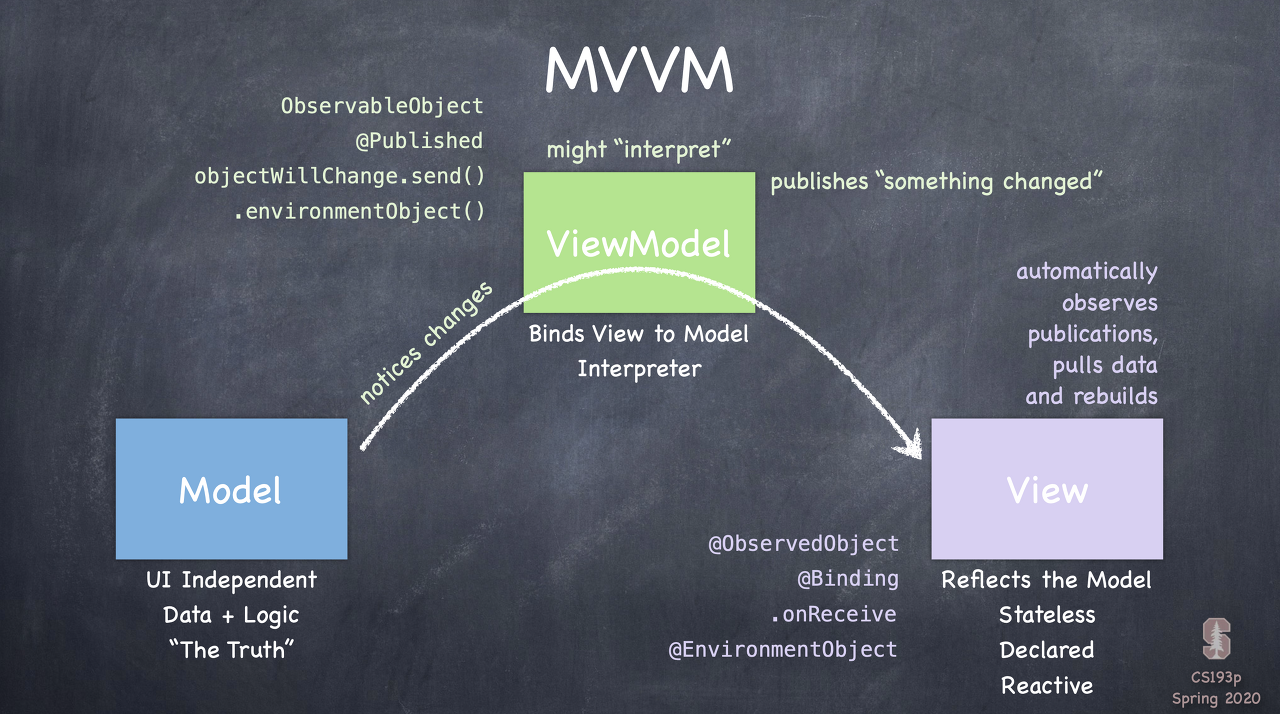 MVVM
ObservableObject
@Published
objectWillChange.send()
.environmentObject()
might “interpret”
publishes “something changed”
ViewModel
Binds View to Model
Interpreter
notices changes
automatically
observes
publications,
pulls data
and rebuilds
Model
UI Independent
Data + Logic
“The Truth”
View
@ObservedObject
@Binding
.onReceive
@EnvironmentObject
Reflects the Model
Stateless
Declared
Reactive
S
CS193p
Spring 2020